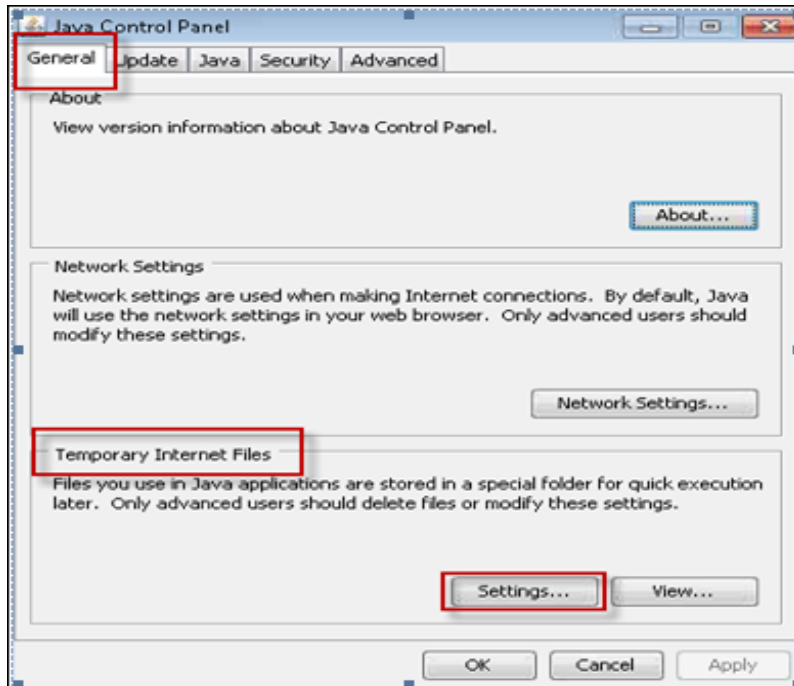 Java Control Panel
General Update Java Security Advanced
About
View version information about Java Control Panel.
About...
Network Settings
Network settings are used when making Internet connections. By default, Java
will use the network settings in your web browser. Only advanced users should
modify these settings.
Network Settings...
Temporary Internet Files
Files you use in Java applications are stored in a special folder for quick execution
later. Only advanced users should delete files or modify these settings.
Settings... View...
OK Cancel Apply